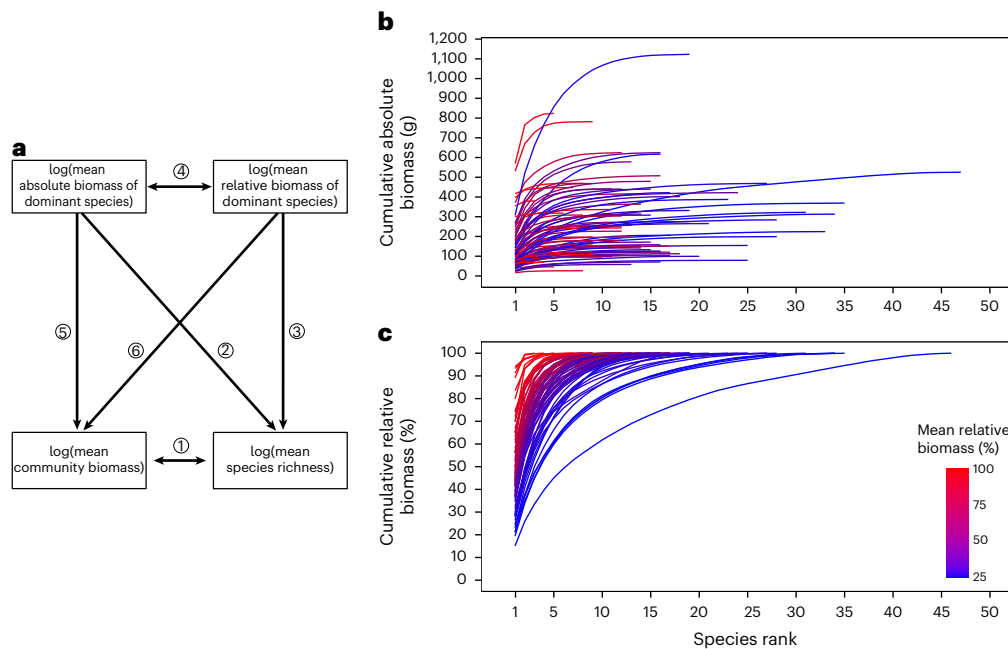 a
log(mean
absolute biomass of
dominant species)
④
log(mean
relative biomass of
dominant species)
⑤
⑥
②
③
log(mean
community biomass)
①
log(mean
species richness)
b
Cumulative absolute
biomass (g)
1,200
1,100
1,000
900
800
700
600
500
400
300
200
100
0
1
5
10
15
20
25
30
35
40
45
50
c
Cumulative relative
biomass (%)
100
90
80
70
60
50
40
30
20
10
0
Mean relative
biomass (%)
100
75
50
25
1
5
10
15
20
25
30
35
40
45
50
Species rank